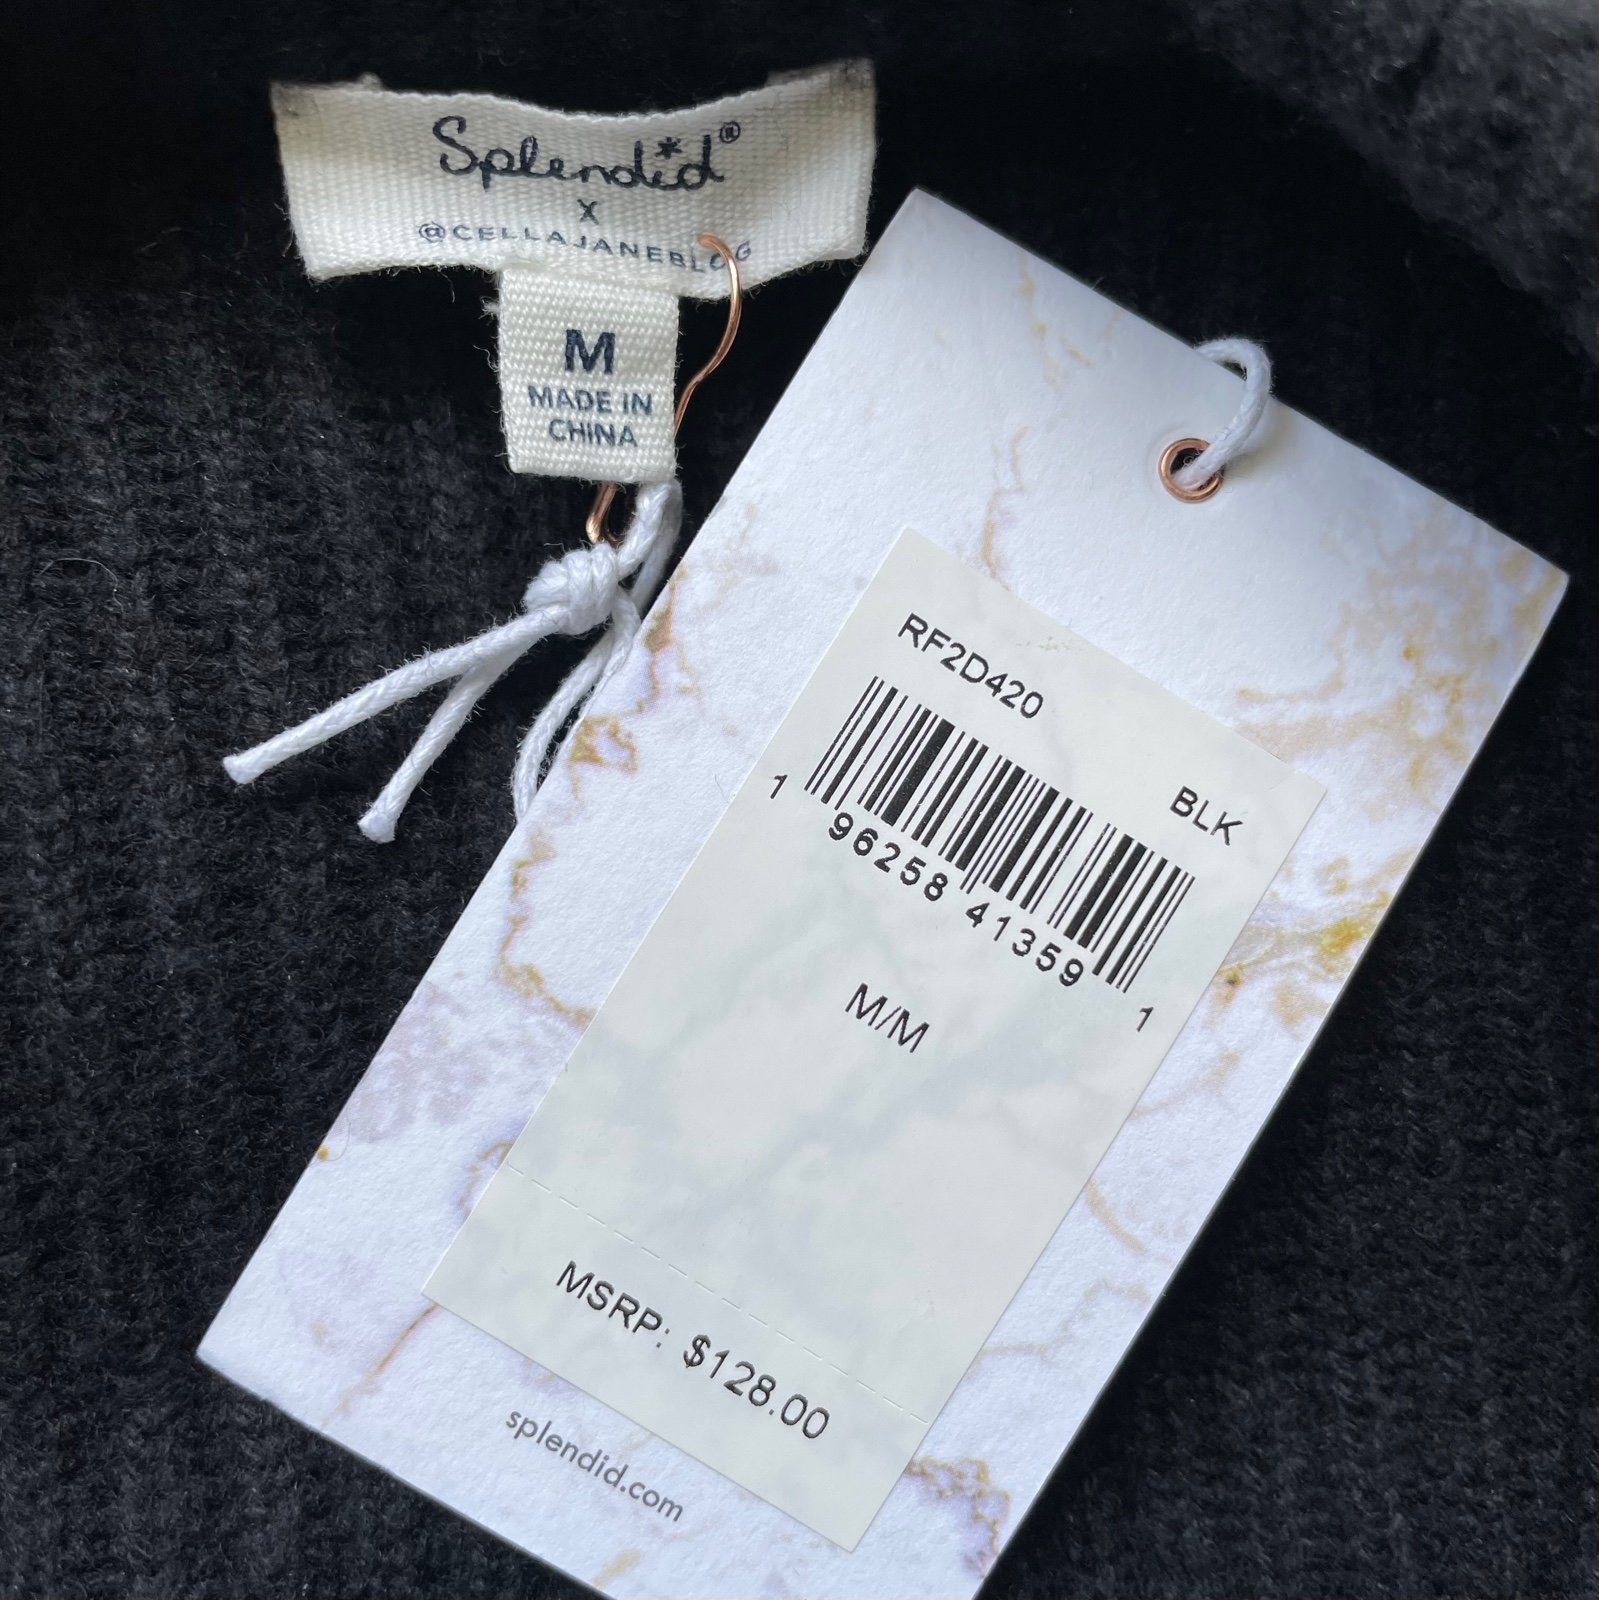 Splendid®
X
@CELLAJANEBLOG
M
MADE IN
CHINA
RF2D420
BLK
1 96258 41359 1
M/M
MSRP: $128.00
splendid.com